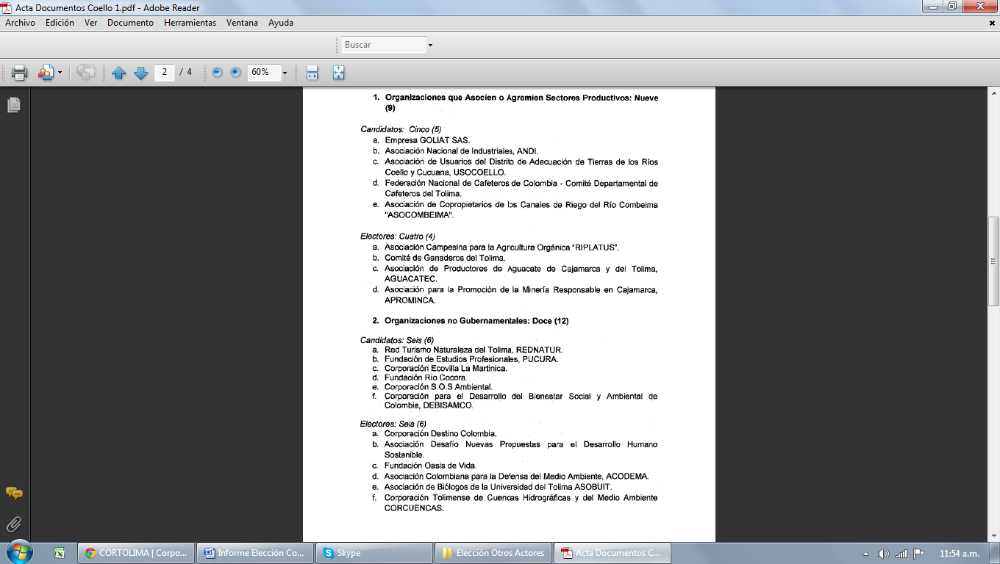 Acta Documentos Coello 1.pdf - Adobe Reader
Archivo Edición Ver Documento Herramientas Ventana Ayuda
Buscar
2 / 4 60%
1. Organizaciones que Asocien o Agremien Sectores Productivos: Nueve
(9)
Candidatos: Cinco (5)
a. Empresa GOLIAT SAS.
b. Asociación Nacional de Industriales, ANDI.
c. Asociación de Usuarios del Distrito de Adecuación de Tierras de los Ríos
Coello y Cucuana, USOCOELLO.
d. Federación Nacional de Cafeteros de Colombia - Comité Departamental de
Cafeteros del Tolima.
e. Asociación de Copropietarios de los Canales de Riego del Río Combeima
"ASOCOMBEIMA".
Electores: Cuatro (4)
a. Asociación Campesina para la Agricultura Orgánica "RIPLATUS".
b. Comité de Ganaderos del Tolima.
c. Asociación de Productores de Aguacate de Cajamarca y del Tolima,
AGUACATEC.
d. Asociación para la Promoción de la Minería Responsable en Cajamarca,
APROMINCA.
2. Organizaciones no Gubernamentales: Doce (12)
Candidatos: Seis (6)
a. Red Turismo Naturaleza del Tolima, REDNATUR.
b. Fundación de Estudios Profesionales, PUCURA.
c. Corporación Ecovilla La Martinica.
d. Fundación Río Cocora.
e. Corporación S.O.S Ambiental.
f. Corporación para el Desarrollo del Bienestar Social y Ambiental de
Colombia, DEBISAMCO.
Electores: Seis (6)
a. Corporación Destino Colombia.
b. Asociación Desafío Nuevas Propuestas para el Desarrollo Humano
Sostenible.
c. Fundación Oasis de Vida.
d. Asociación Colombiana para la Defensa del Medio Ambiente, ACODEMA.
e. Asociación de Biólogos de la Universidad del Tolima ASOBUIT.
f. Corporación Tolimense de Cuencas Hidrográficas y del Medio Ambiente
CORCUENCAS.
CORTOLIMA | Corpo... Informe Elección Co... Skype Elección Otros Actores Acta Documentos C... 11:54 a.m.